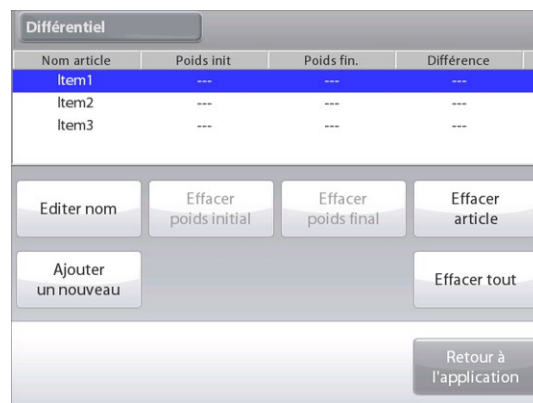 Différentiel
Nom article Poids init Poids fin. Différence
Item1 --- --- ---
Item2 --- --- ---
Item3 --- --- ---
Editer nom
Effacer
poids initial
Effacer
poids final
Effacer
article
Ajouter
un nouveau
Effacer tout
Retour à
l'application